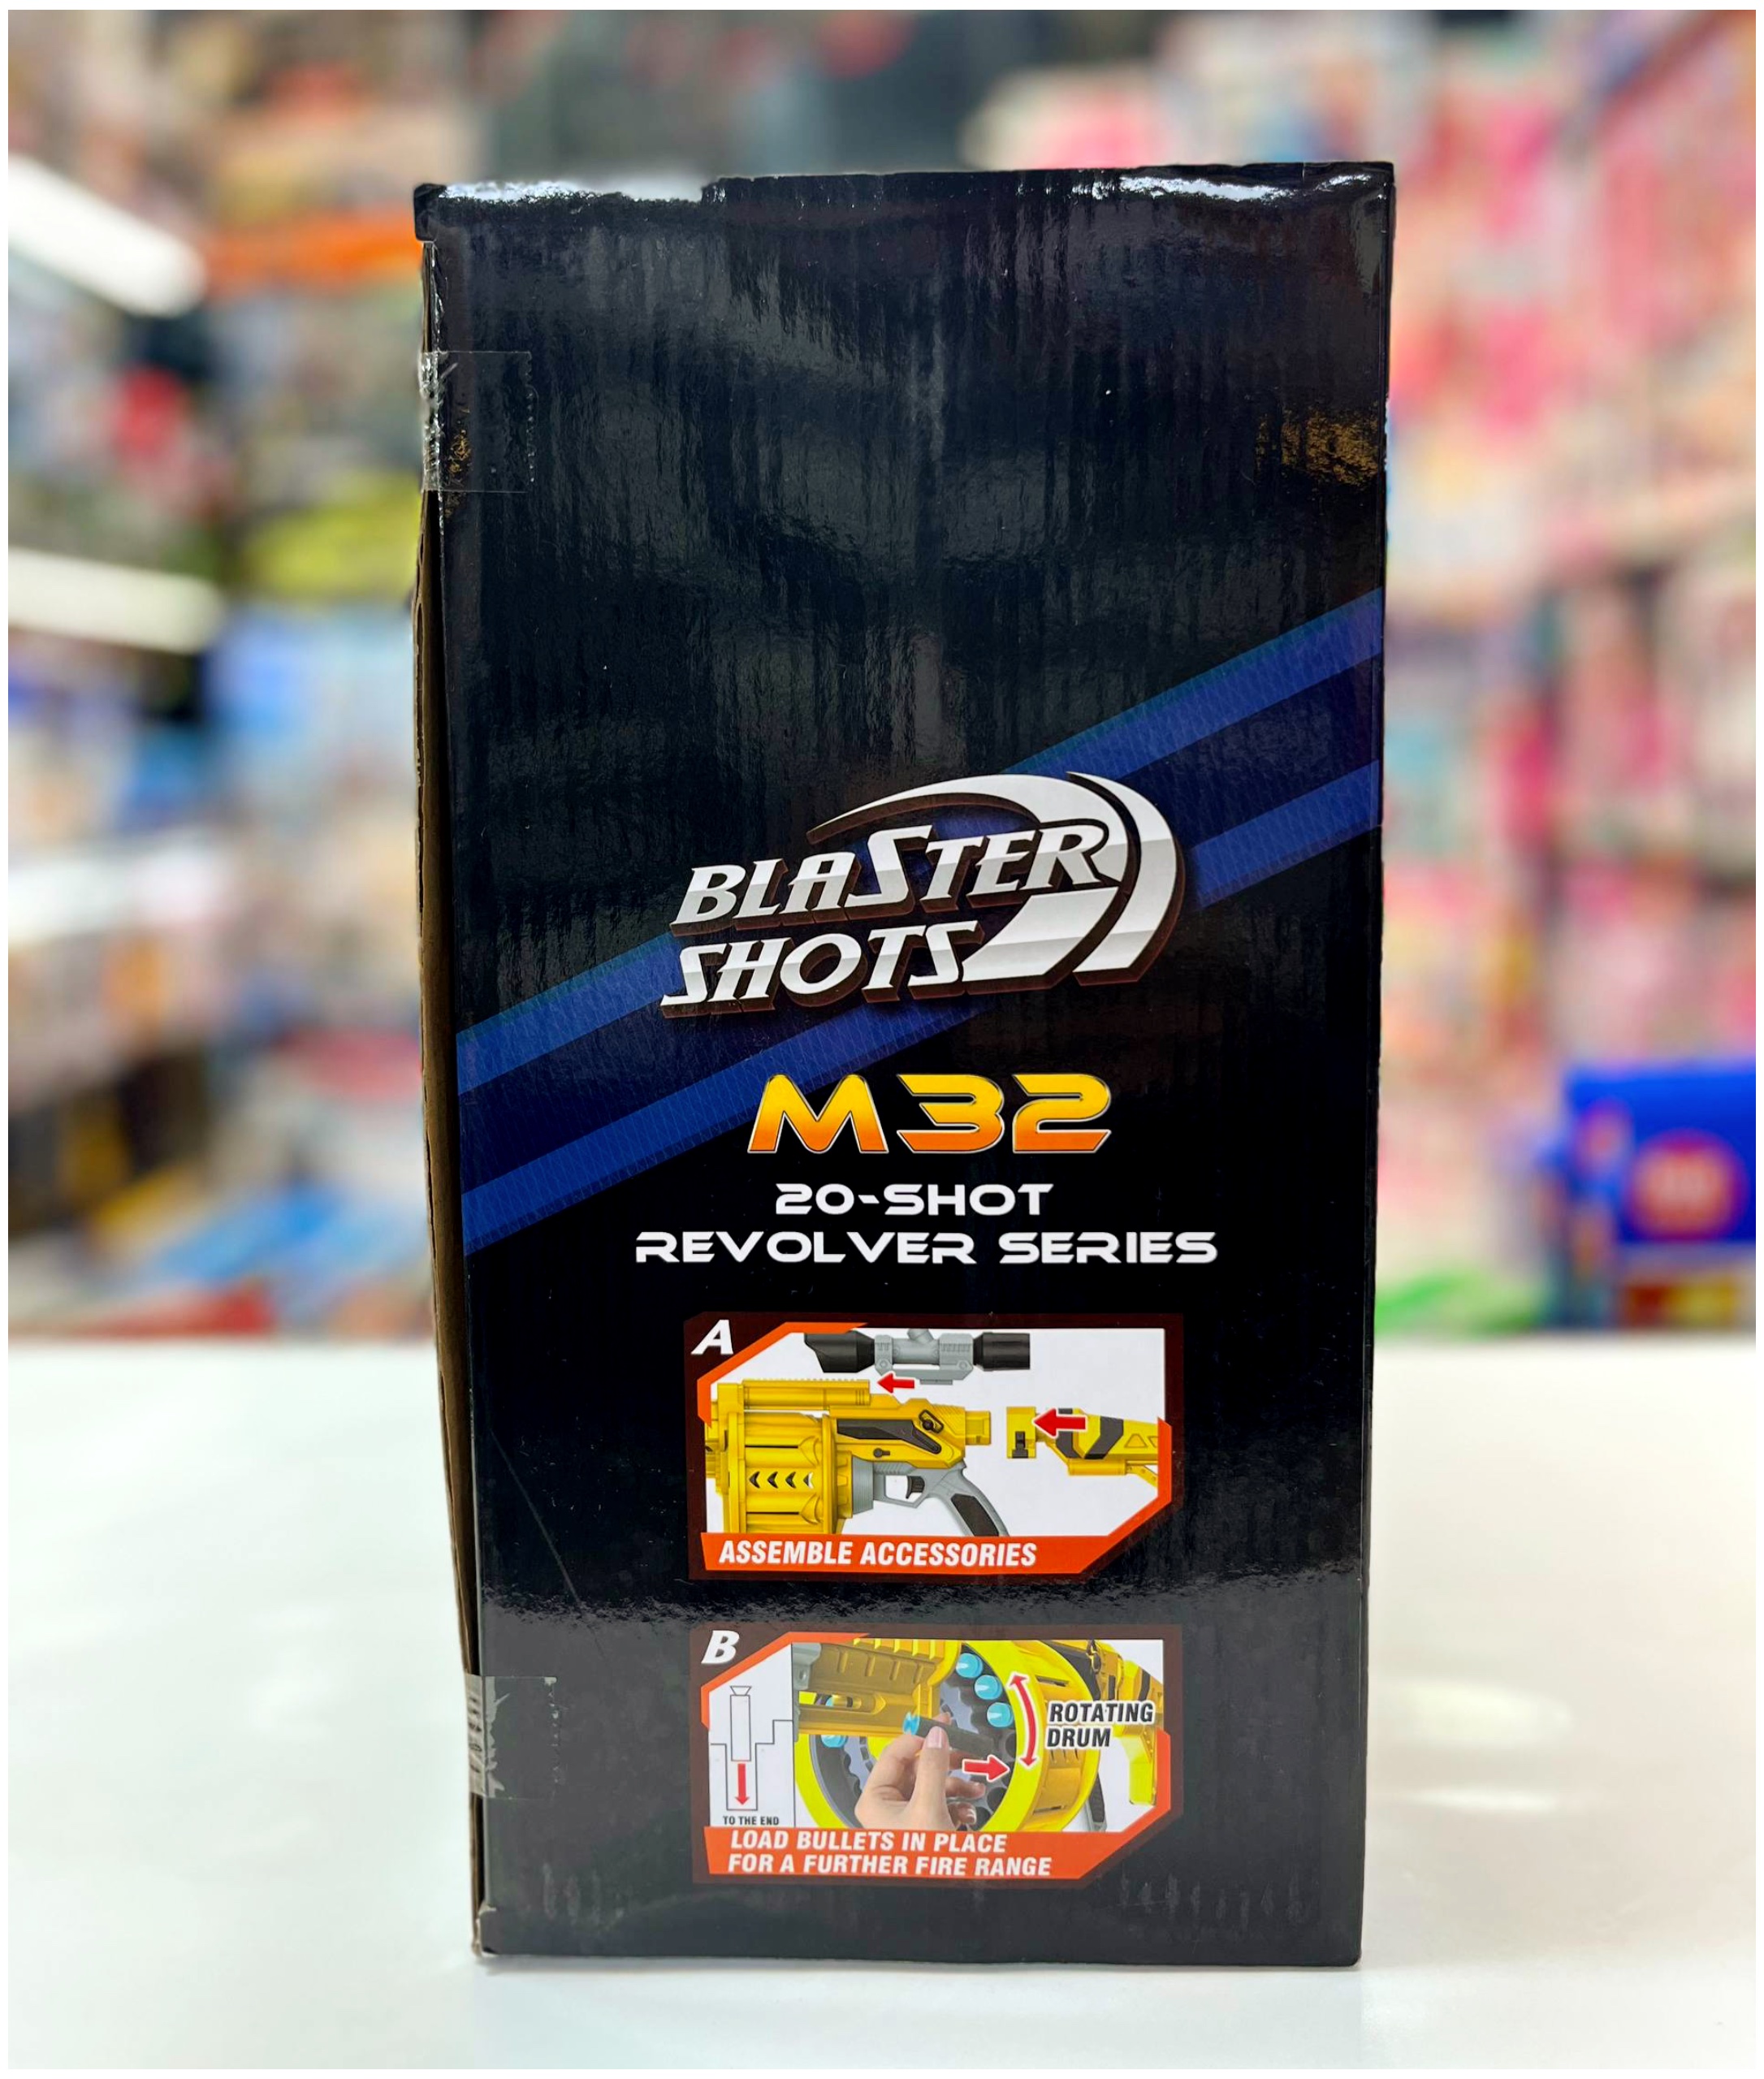 BLASTER
SHOTS
M32
20-SHOT
REVOLVER SERIES
A
ASSEMBLE ACCESSORIES
B
ROTATING
DRUM
TO THE END
LOAD BULLETS IN PLACE
FOR A FURTHER FIRE RANGE